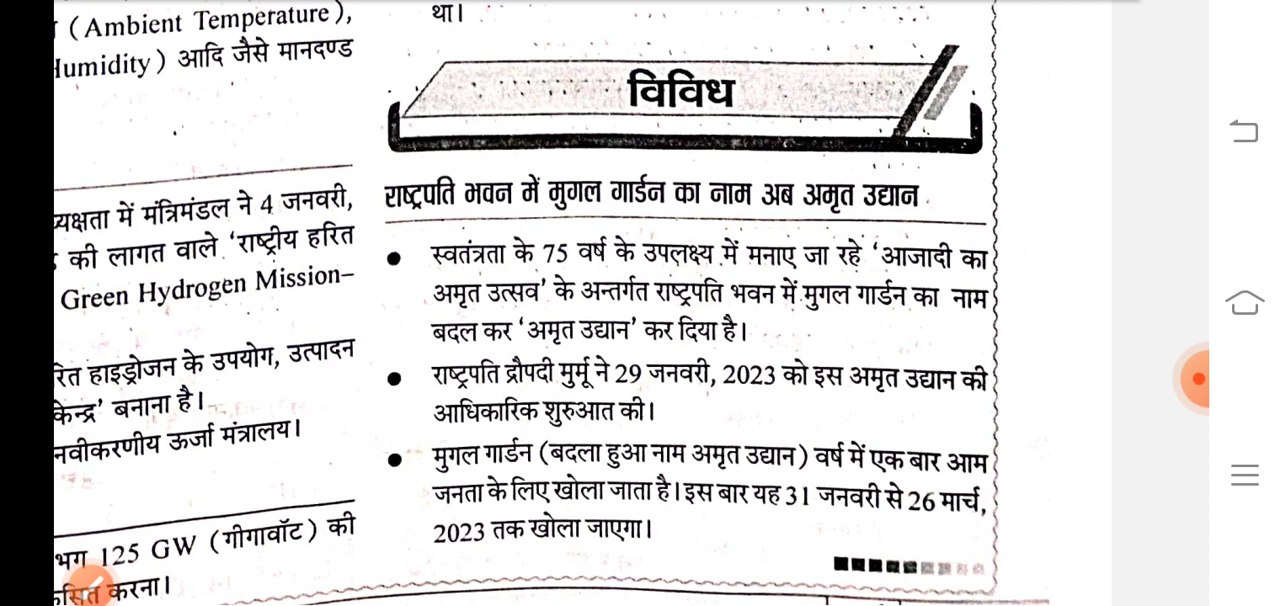 (Ambient Temperature),
Humidity) आदि जैसे मानदण्ड
ध्यक्षता में मंत्रिमंडल ने 4 जनवरी,
की लागत वाले 'राष्ट्रीय हरित
Green Hydrogen Mission–
रित हाइड्रोजन के उपयोग, उत्पादन
केन्द्र' बनाना है।
नवीकरणीय ऊर्जा मंत्रालय।
भग 125 GW (गीगावॉट) की
करना।
था।
विविध
राष्ट्रपति भवन में मुगल गार्डन का नाम अब अमृत उद्यान
● स्वतंत्रता के 75 वर्ष के उपलक्ष्य में मनाए जा रहे 'आजादी का
अमृत उत्सव' के अन्तर्गत राष्ट्रपति भवन में मुगल गार्डन का नाम
बदल कर 'अमृत उद्यान' कर दिया है।
● राष्ट्रपति द्रौपदी मुर्मू ने 29 जनवरी, 2023 को इस अमृत उद्यान की
आधिकारिक शुरुआत की।
● मुगल गार्डन (बदला हुआ नाम अमृत उद्यान) वर्ष में एक बार आम
जनता के लिए खोला जाता है। इस बार यह 31 जनवरी से 26 मार्च,
2023 तक खोला जाएगा।